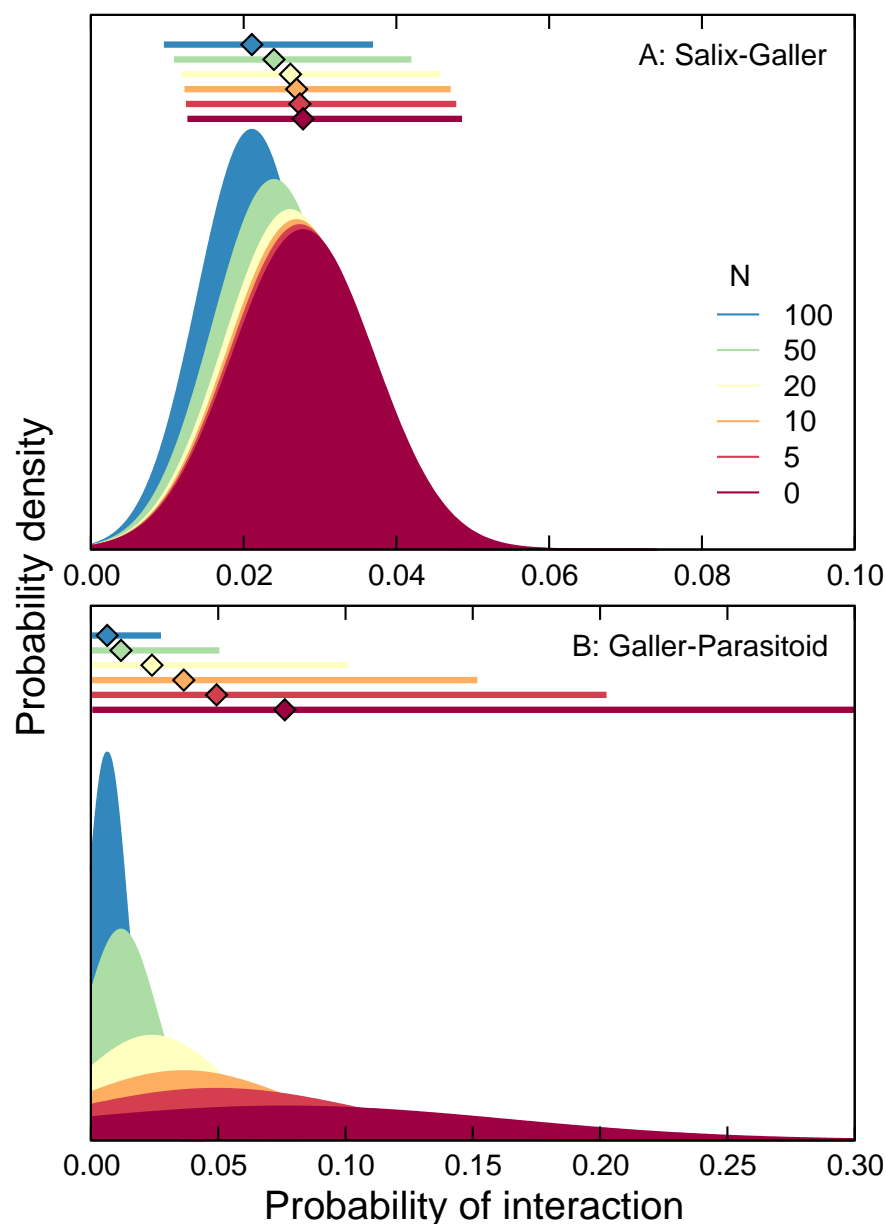 A: Salix-Galler
N
100
50
20
10
5
0
0.00 0.02 0.04 0.06 0.08 0.10
Probability density
B: Galler-Parasitoid
0.00 0.05 0.10 0.15 0.20 0.25 0.30
Probability of interaction